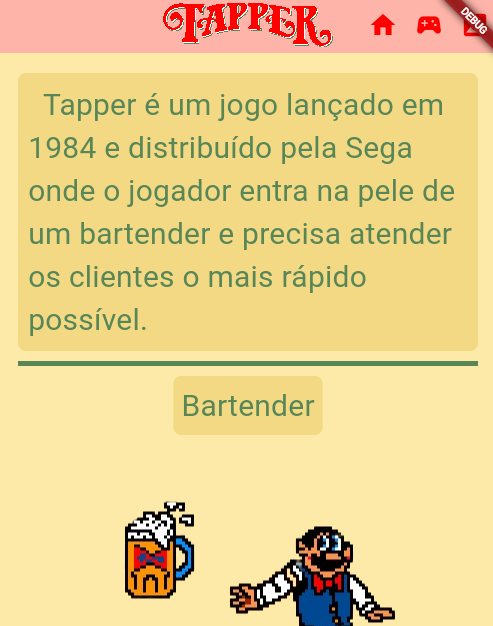 TAPPER
DEBUG
Tapper é um jogo lançado em
1984 e distribuído pela Sega
onde o jogador entra na pele de
um bartender e precisa atender
os clientes o mais rápido
possível.
Bartender